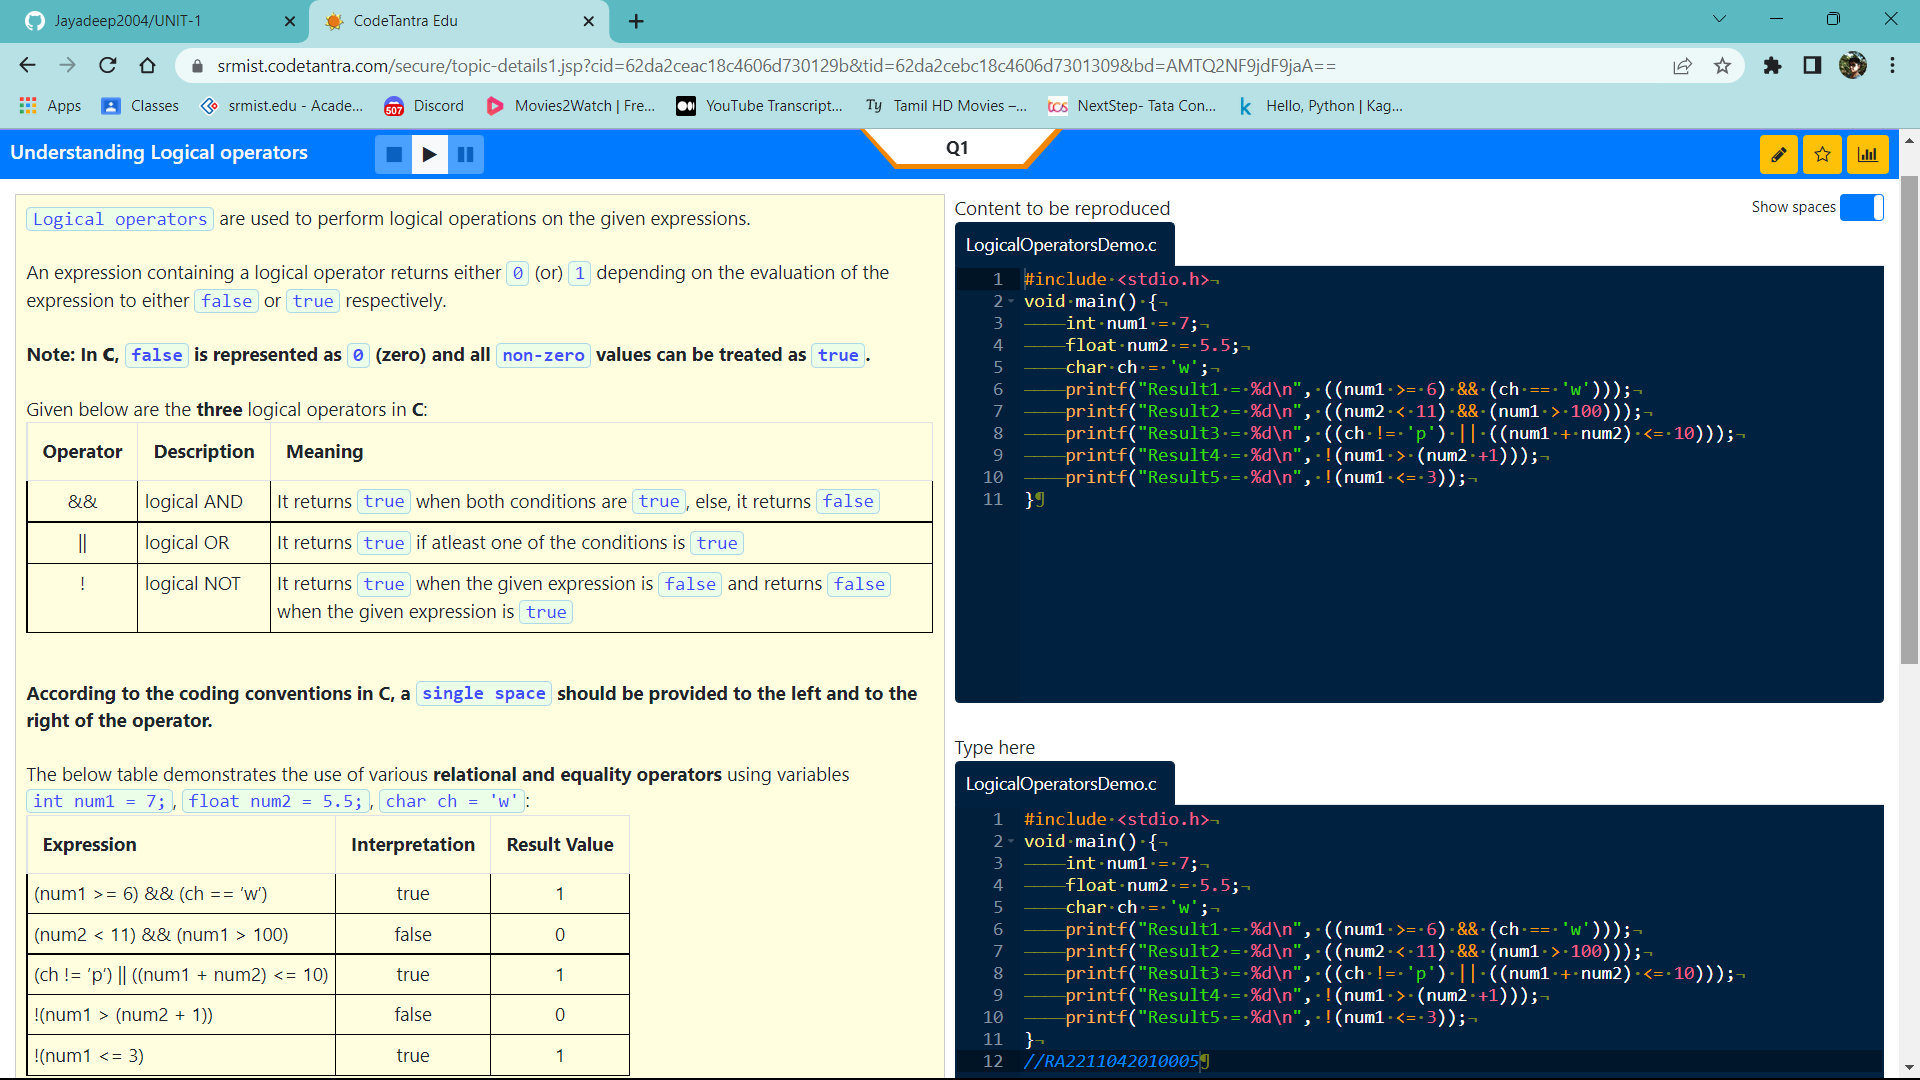 Jayadeep2004/UNIT-1
CodeTantra Edu
srmist.codetantra.com/secure/topic-details1.jsp?cid=62da2ceac18c4606d730129b&tid=62da2cebc18c4606d7301309&bd=AMTQ2NF9jdF9jaA==
Apps
Classes
srmist.edu - Acade...
507
Discord
Movies2Watch | Fre...
YouTube Transcript...
Ty
Tamil HD Movies –...
tcs
NextStep- Tata Con...
k
Hello, Python | Kag...
Understanding Logical operators
Q1
Logical operators are used to perform logical operations on the given expressions.
An expression containing a logical operator returns either 0 (or) 1 depending on the evaluation of the
expression to either false or true respectively.
Note: In C, false is represented as 0 (zero) and all non-zero values can be treated as true.
Given below are the three logical operators in C:
Operator Description Meaning
&& logical AND It returns true when both conditions are true, else, it returns false
|| logical OR It returns true if atleast one of the conditions is true
! logical NOT It returns true when the given expression is false and returns false
when the given expression is true
According to the coding conventions in C, a single space should be provided to the left and to the
right of the operator.
The below table demonstrates the use of various relational and equality operators using variables
int num1 = 7;, float num2 = 5.5;, char ch = 'w':
Expression Interpretation Result Value
(num1 >= 6) && (ch == 'w') true 1
(num2 < 11) && (num1 > 100) false 0
(ch != 'p') || ((num1 + num2) <= 10) true 1
!(num1 > (num2 + 1)) false 0
!(num1 <= 3) true 1
Content to be reproduced
Show spaces
LogicalOperatorsDemo.c
1 #include·<stdio.h>¬
2 void·main()·{¬
3 ————int·num1·=·7;¬
4 ————float·num2·=·5.5;¬
5 ————char·ch·=·'w';¬
6 ————printf("Result1·=·%d\n",·((num1·>=·6)·&&·(ch·==·'w')));¬
7 ————printf("Result2·=·%d\n",·((num2·<·11)·&&·(num1·>·100)));¬
8 ————printf("Result3·=·%d\n",·((ch·!=·'p')·||·((num1·+·num2)·<=·10)));¬
9 ————printf("Result4·=·%d\n",·!(num1·>·(num2·+1)));¬
10 ————printf("Result5·=·%d\n",·!(num1·<=·3));¬
11 }¶
Type here
LogicalOperatorsDemo.c
1 #include·<stdio.h>¬
2 void·main()·{¬
3 ————int·num1·=·7;¬
4 ————float·num2·=·5.5;¬
5 ————char·ch·=·'w';¬
6 ————printf("Result1·=·%d\n",·((num1·>=·6)·&&·(ch·==·'w')));¬
7 ————printf("Result2·=·%d\n",·((num2·<·11)·&&·(num1·>·100)));¬
8 ————printf("Result3·=·%d\n",·((ch·!=·'p')·||·((num1·+·num2)·<=·10)));¬
9 ————printf("Result4·=·%d\n",·!(num1·>·(num2·+1)));¬
10 ————printf("Result5·=·%d\n",·!(num1·<=·3));¬
11 }¬
12 //RA2211042010005¶